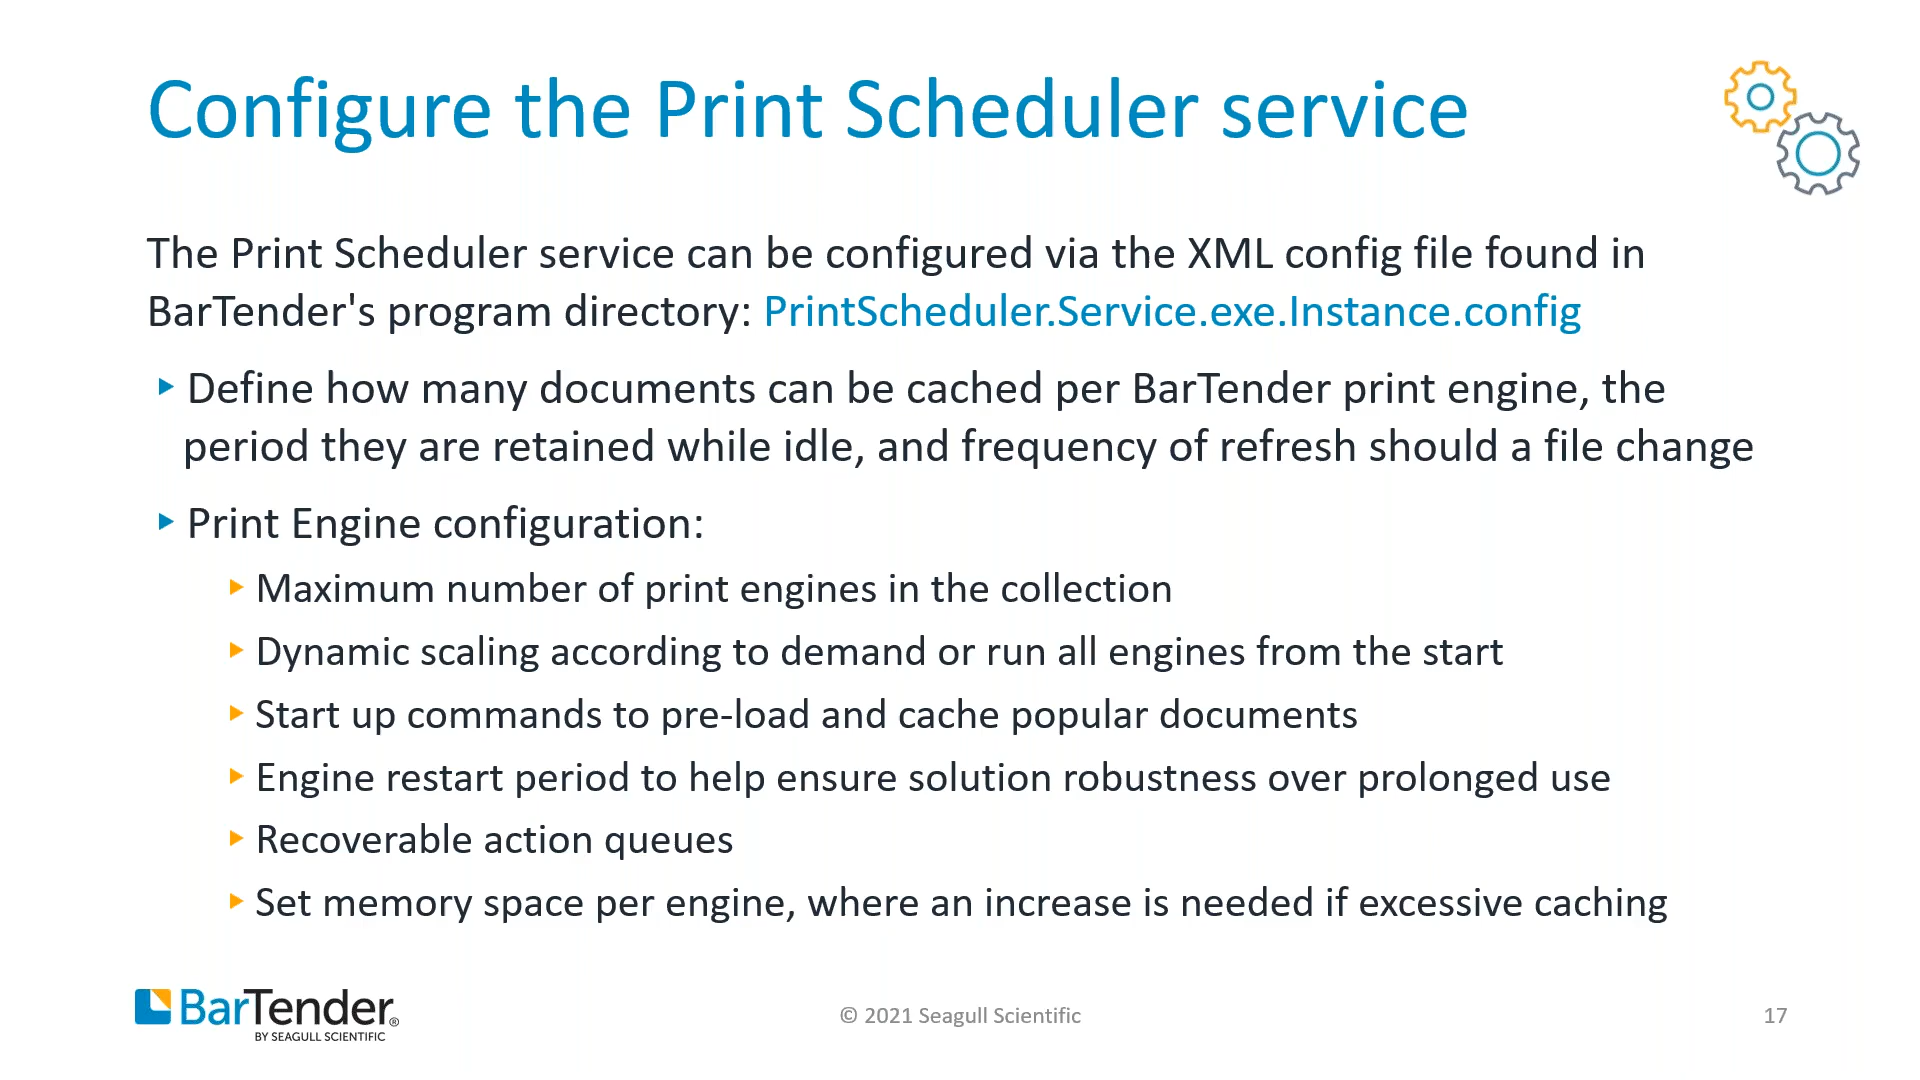 Configure the Print Scheduler service
The Print Scheduler service can be configured via the XML config file found in
BarTender's program directory: PrintScheduler.Service.exe.Instance.config
Define how many documents can be cached per BarTender print engine, the
period they are retained while idle, and frequency of refresh should a file change
Print Engine configuration:
Maximum number of print engines in the collection
Dynamic scaling according to demand or run all engines from the start
Start up commands to pre-load and cache popular documents
Engine restart period to help ensure solution robustness over prolonged use
Recoverable action queues
Set memory space per engine, where an increase is needed if excessive caching
BarTender®
BY SEAGULL SCIENTIFIC
© 2021 Seagull Scientific
17